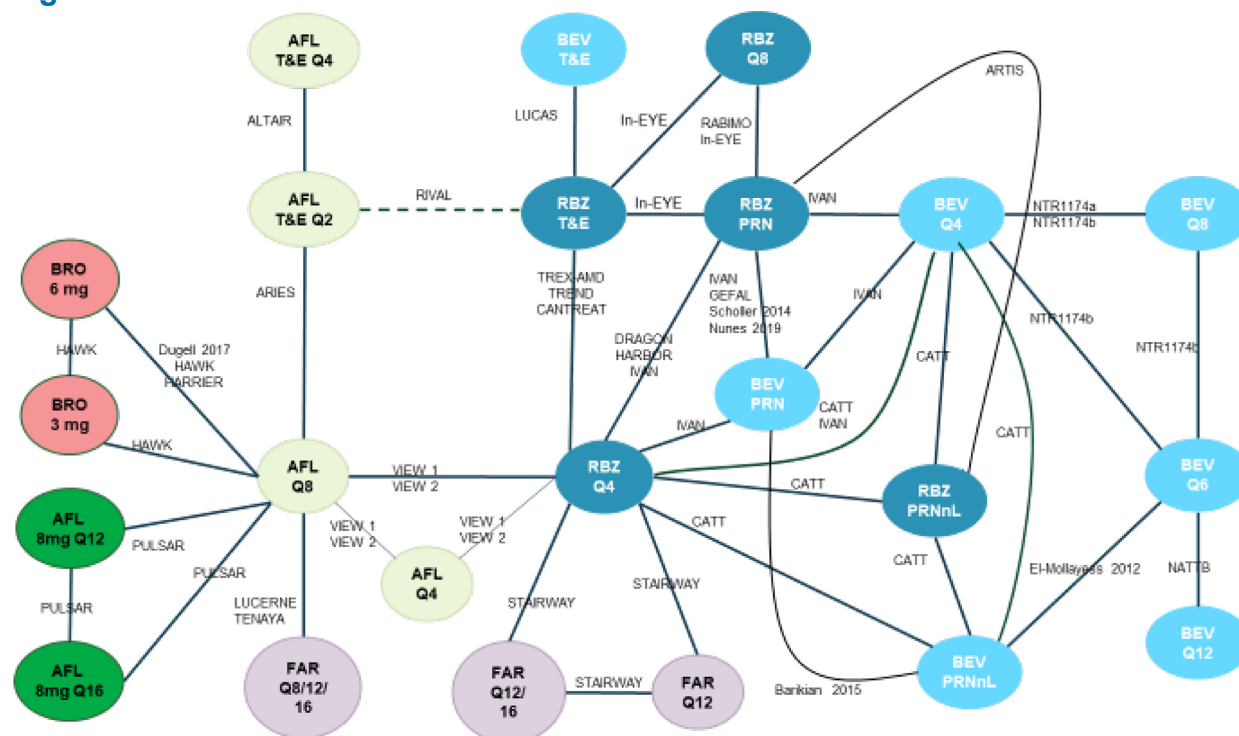 AFL
T&E Q4
BEV
T&E
RBZ
Q8
ARTIS
ALTAIR
LUCAS
In-EYE
RABIMO
In-EYE
AFL
T&E Q2
RIVAL
RBZ
T&E
In-EYE
RBZ
PRN
IVAN
BEV
Q4
NTR1174a
NTR1174b
BEV
Q8
BRO
6 mg
ARIES
TREX-AMD
TREND
CANTREAT
IVAN
GEFAL
Scholler 2014
Nunes 2019
IVAN
NTR1174b
HAWK
Dugell 2017
HAWK
HARRIER
DRAGON
HARBOR
IVAN
CATT
NTR1174b
BRO
3 mg
HAWK
BEV
PRN
CATT
IVAN
IVAN
CATT
AFL
Q8
VIEW 1
VIEW 2
RBZ
Q4
CATT
RBZ
PRNnL
BEV
Q6
AFL
8mg Q12
PULSAR
VIEW 1
VIEW 2
VIEW 1
VIEW 2
CATT
CATT
El-Mollayess 2012
NATTB
PULSAR
PULSAR
LUCERNE
TENAYA
AFL
Q4
STAIRWAY
STAIRWAY
AFL
8mg Q16
FAR
Q8/12/
16
FAR
Q12/
16
STAIRWAY
FAR
Q12
Barikian 2015
BEV
PRNnL
BEV
Q12